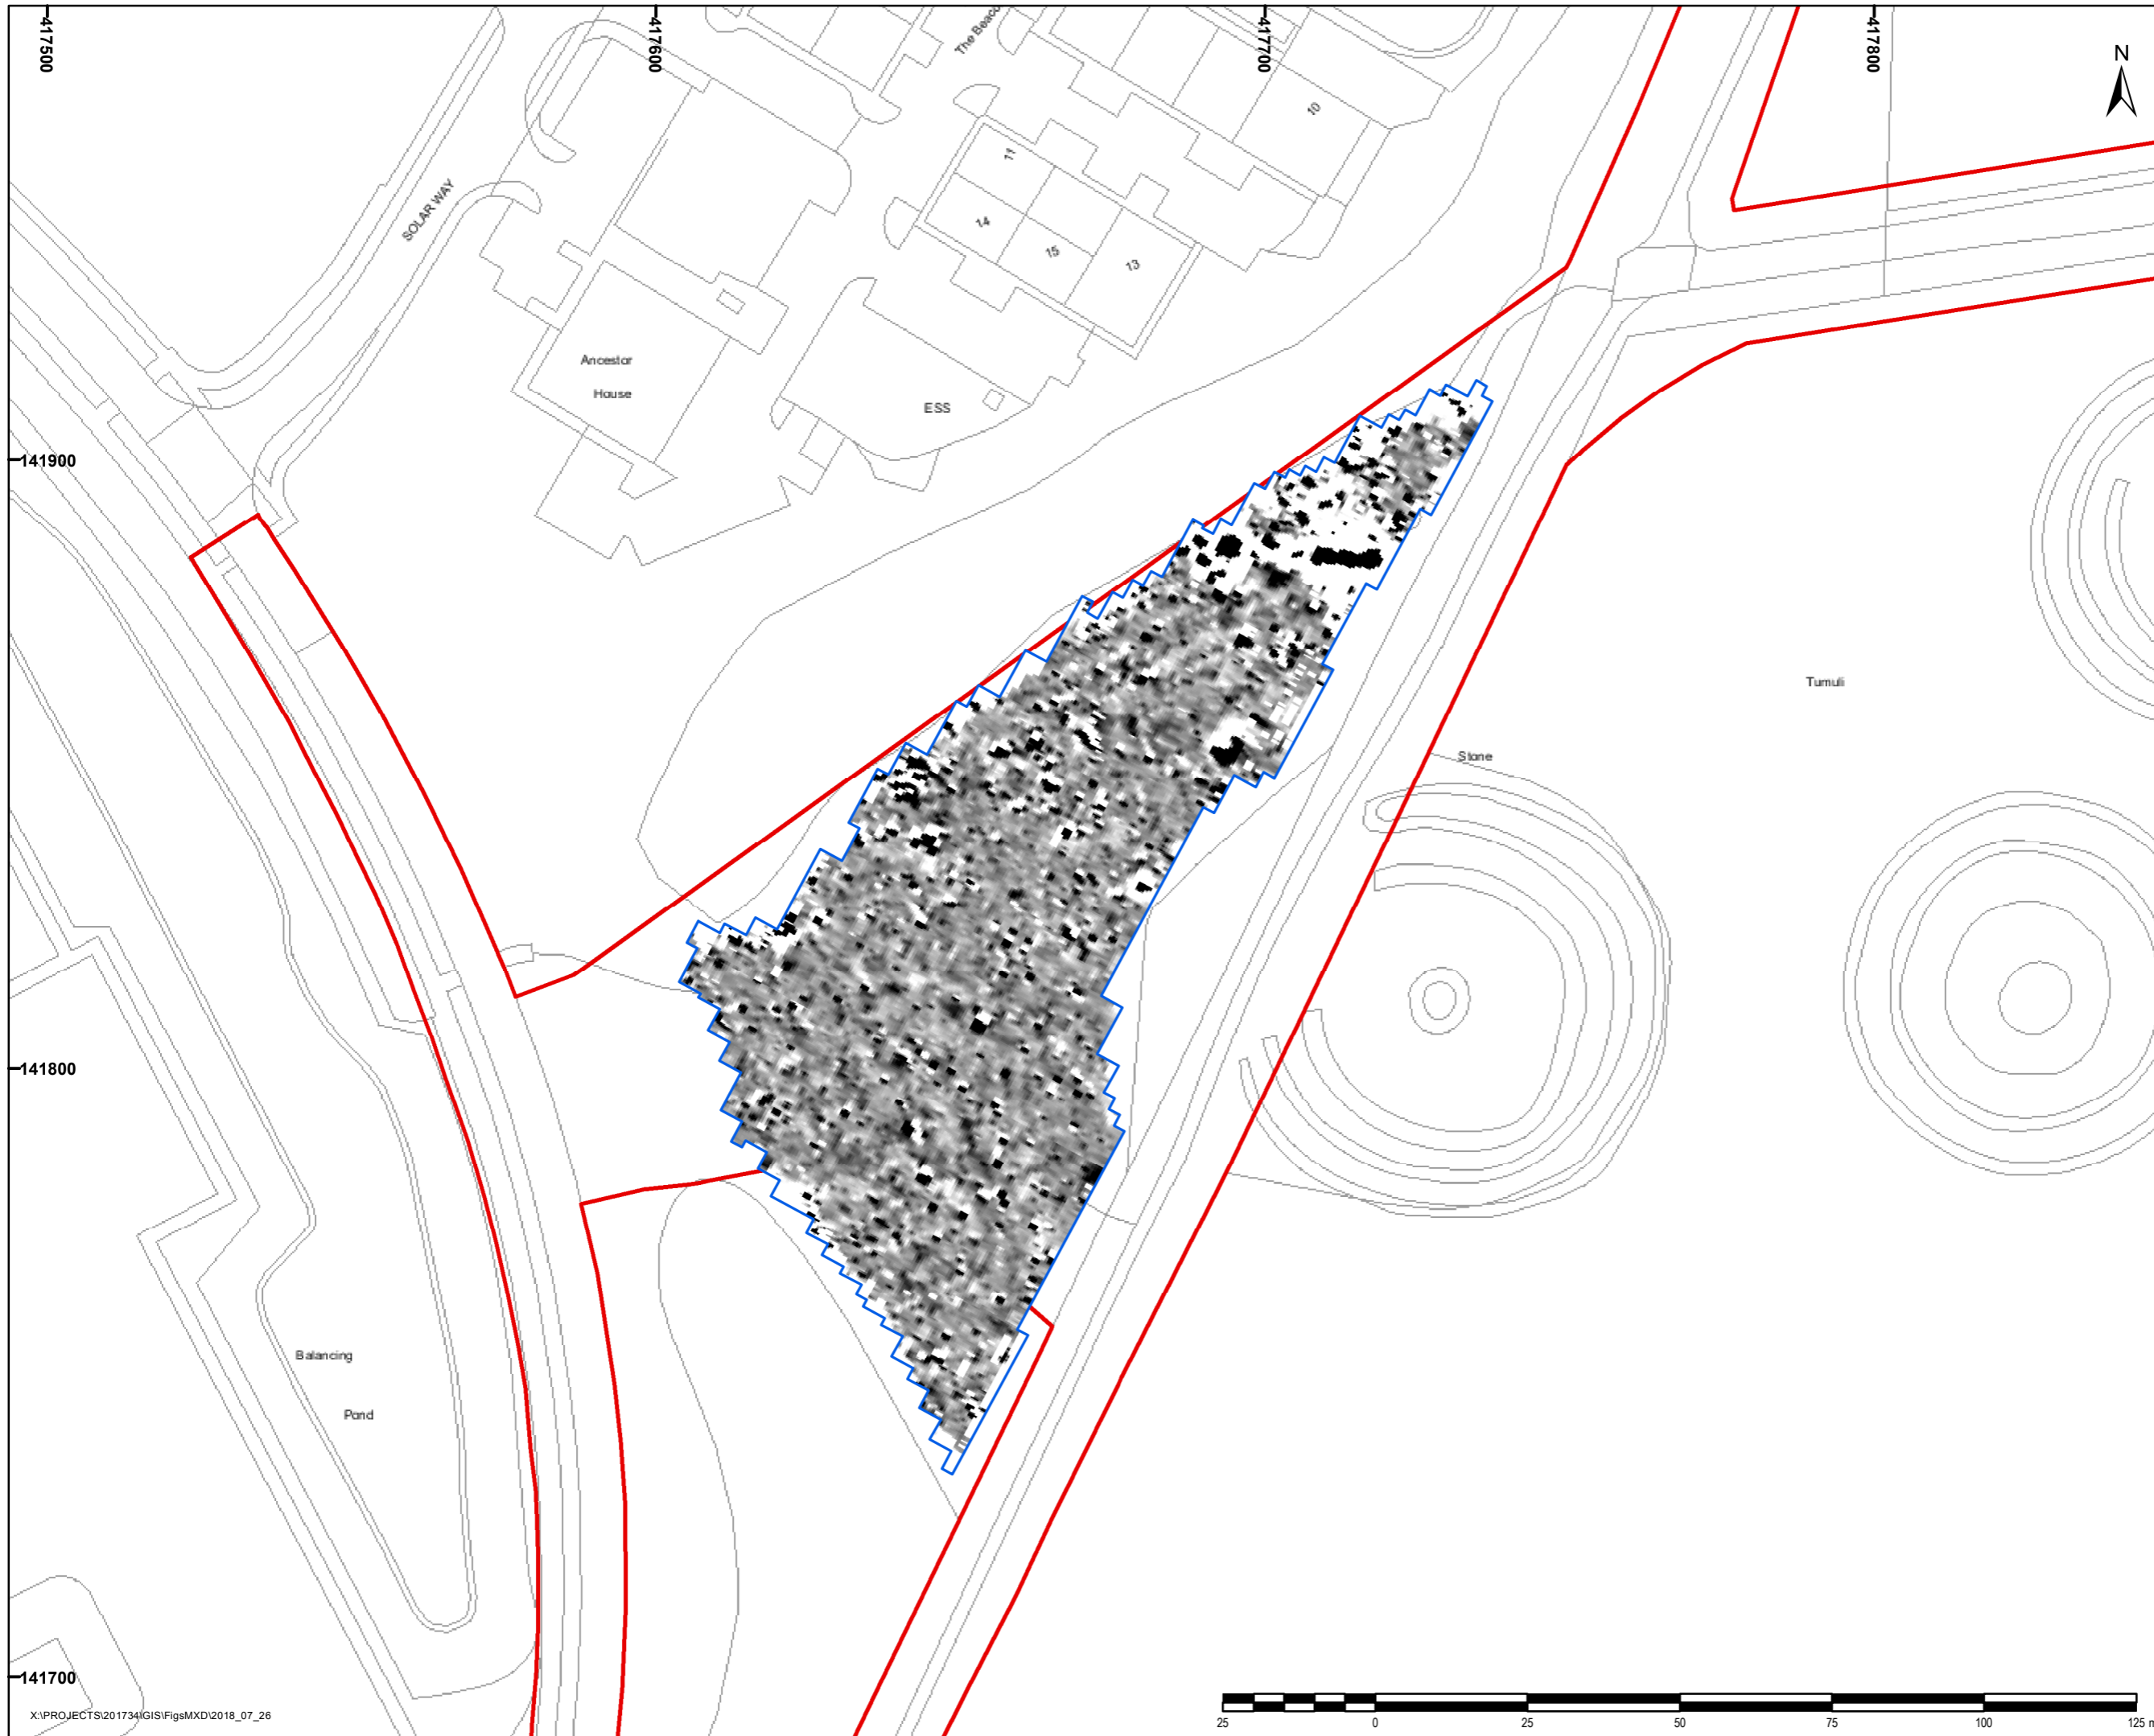 417500
417600
417700
417800
N
The Beaco
10
11
SOLAR WAY
14
15
13
Ancestor
House
ESS
141900
Tumuli
Stone
141800
Balancing
Pond
141700
X:\PROJECTS\201734\GIS\FigsMXD\2018_07_26
25 0 25 50 75 100 125 m